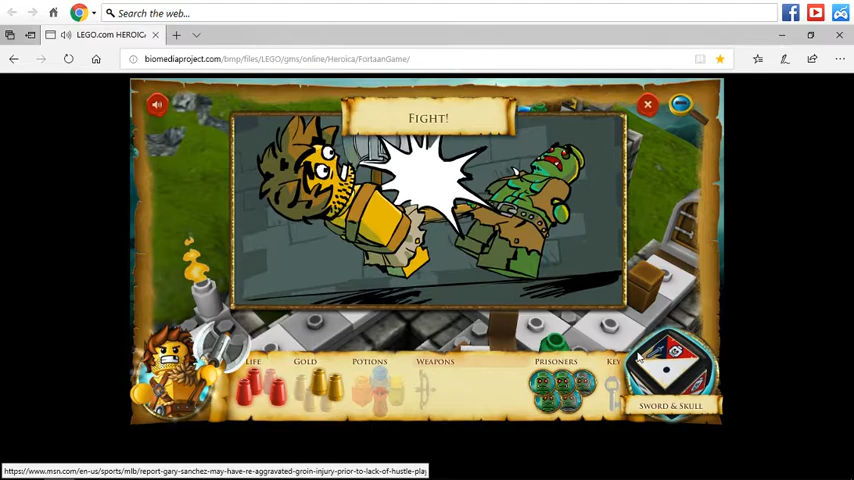 Search the web...
LEGO.com HEROIC
biomediaproject.com/bmp/files/LEGO/gms/online/Heroica/FortaanGame/
FIGHT!
LIFE
GOLD
POTIONS
WEAPONS
PRISONERS
KEY
SWORD & SKULL
https://www.msn.com/en-us/sports/mlb/report-gary-sanchez-may-have-re-aggravated-groin-injury-prior-to-lack-of-hustle-play